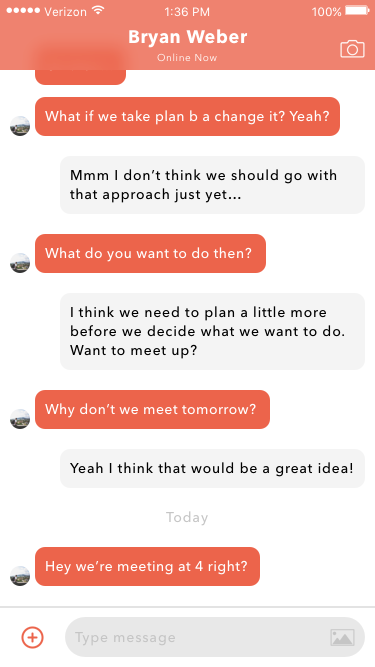 Verizon 1:36 PM 100%
Bryan Weber
Online Now
What if we take plan b a change it? Yeah?
Mmm I don’t think we should go with
that approach just yet...
What do you want to do then?
I think we need to plan a little more
before we decide what we want to do.
Want to meet up?
Why don’t we meet tomorrow?
Yeah I think that would be a great idea!
Today
Hey we’re meeting at 4 right?
Type message